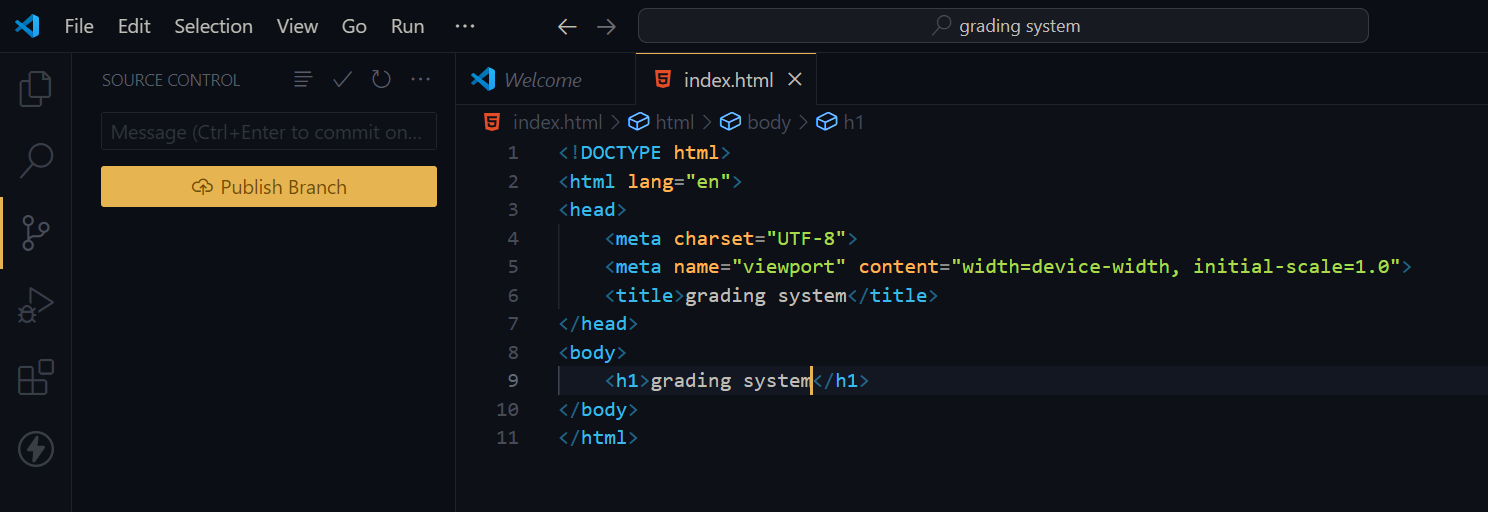 File Edit Selection View Go Run ··· ← → grading system
SOURCE CONTROL ···
Welcome index.html ×
Message (Ctrl+Enter to commit on...
Publish Branch
index.html > html > body > h1
1 <!DOCTYPE html>
2 <html lang="en">
3 <head>
4 <meta charset="UTF-8">
5 <meta name="viewport" content="width=device-width, initial-scale=1.0">
6 <title>grading system</title>
7 </head>
8 <body>
9 <h1>grading system</h1>
10 </body>
11 </html>